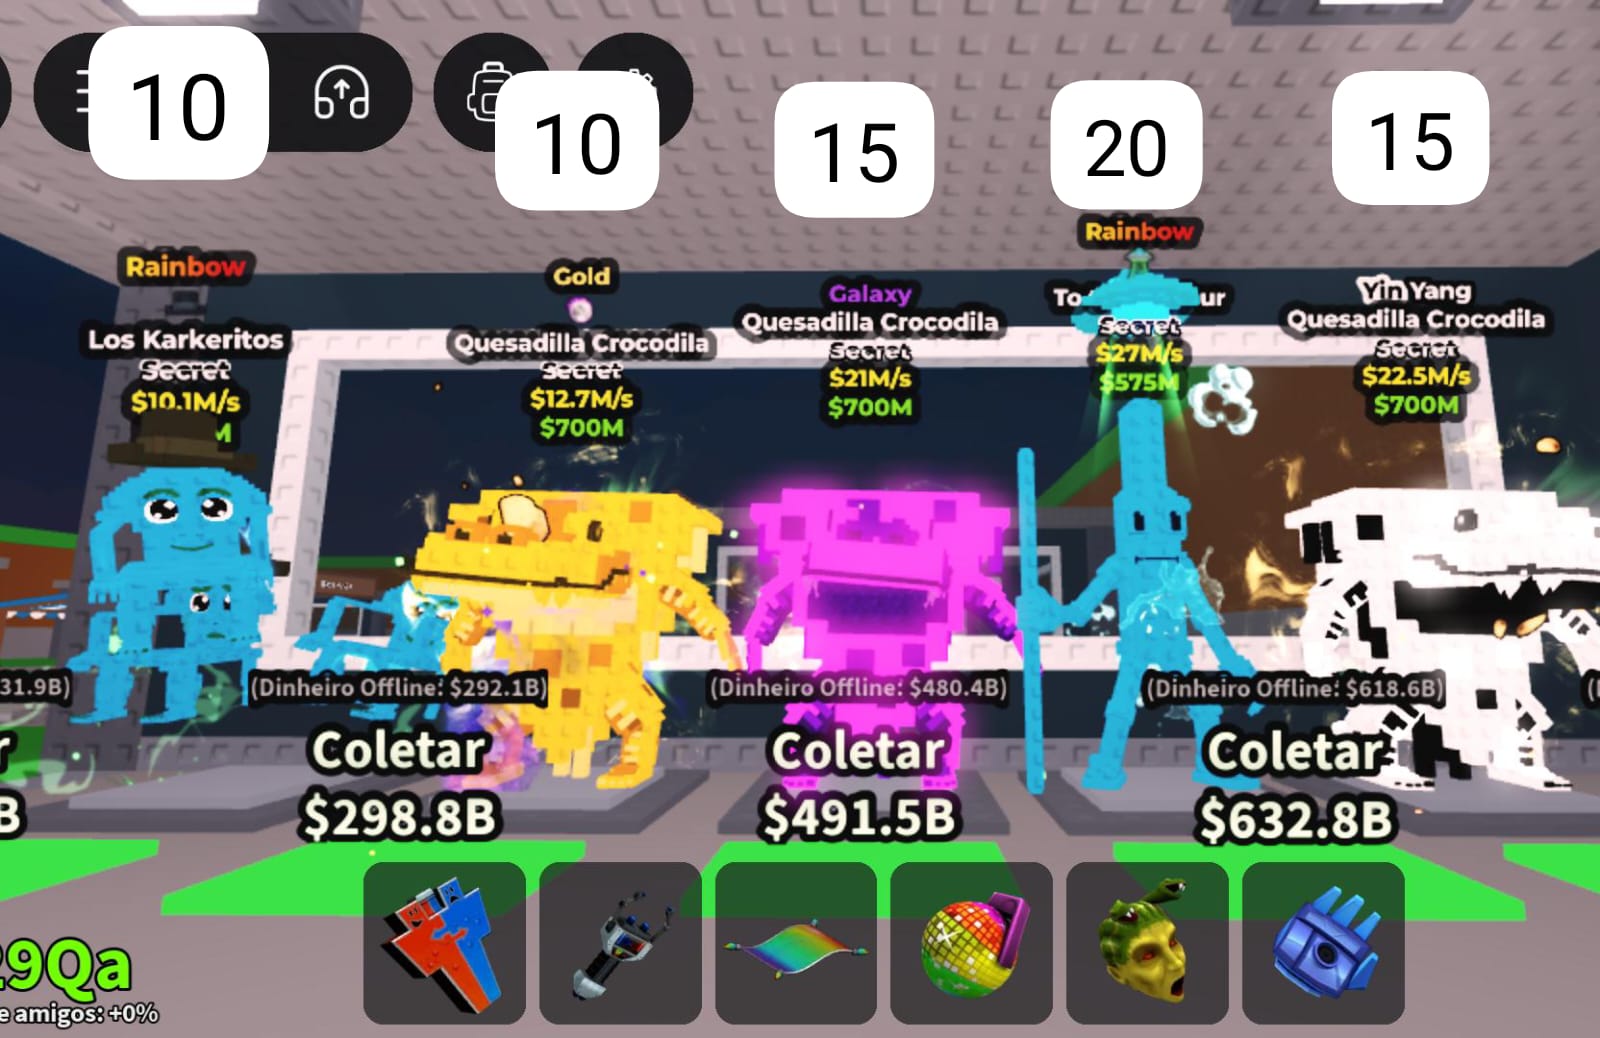 10
10
15
20
15
Rainbow
Los Karkeritos
Secret
$10.1M/s
M
Gold
Quesadilla Crocodila
Secret
$12.7M/s
$700M
Galaxy
Quesadilla Crocodila
Secret
$21M/s
$700M
Rainbow
To ur
Secret
$27M/s
$575M
Yin Yang
Quesadilla Crocodila
Secret
$22.5M/s
$700M
31.9B)
(Dinheiro Offline: $292.1B)
(Dinheiro Offline: $480.4B)
(Dinheiro Offline: $618.6B)
r
Coletar
Coletar
Coletar
B
$298.8B
$491.5B
$632.8B
29Qa
e amigos: +0%